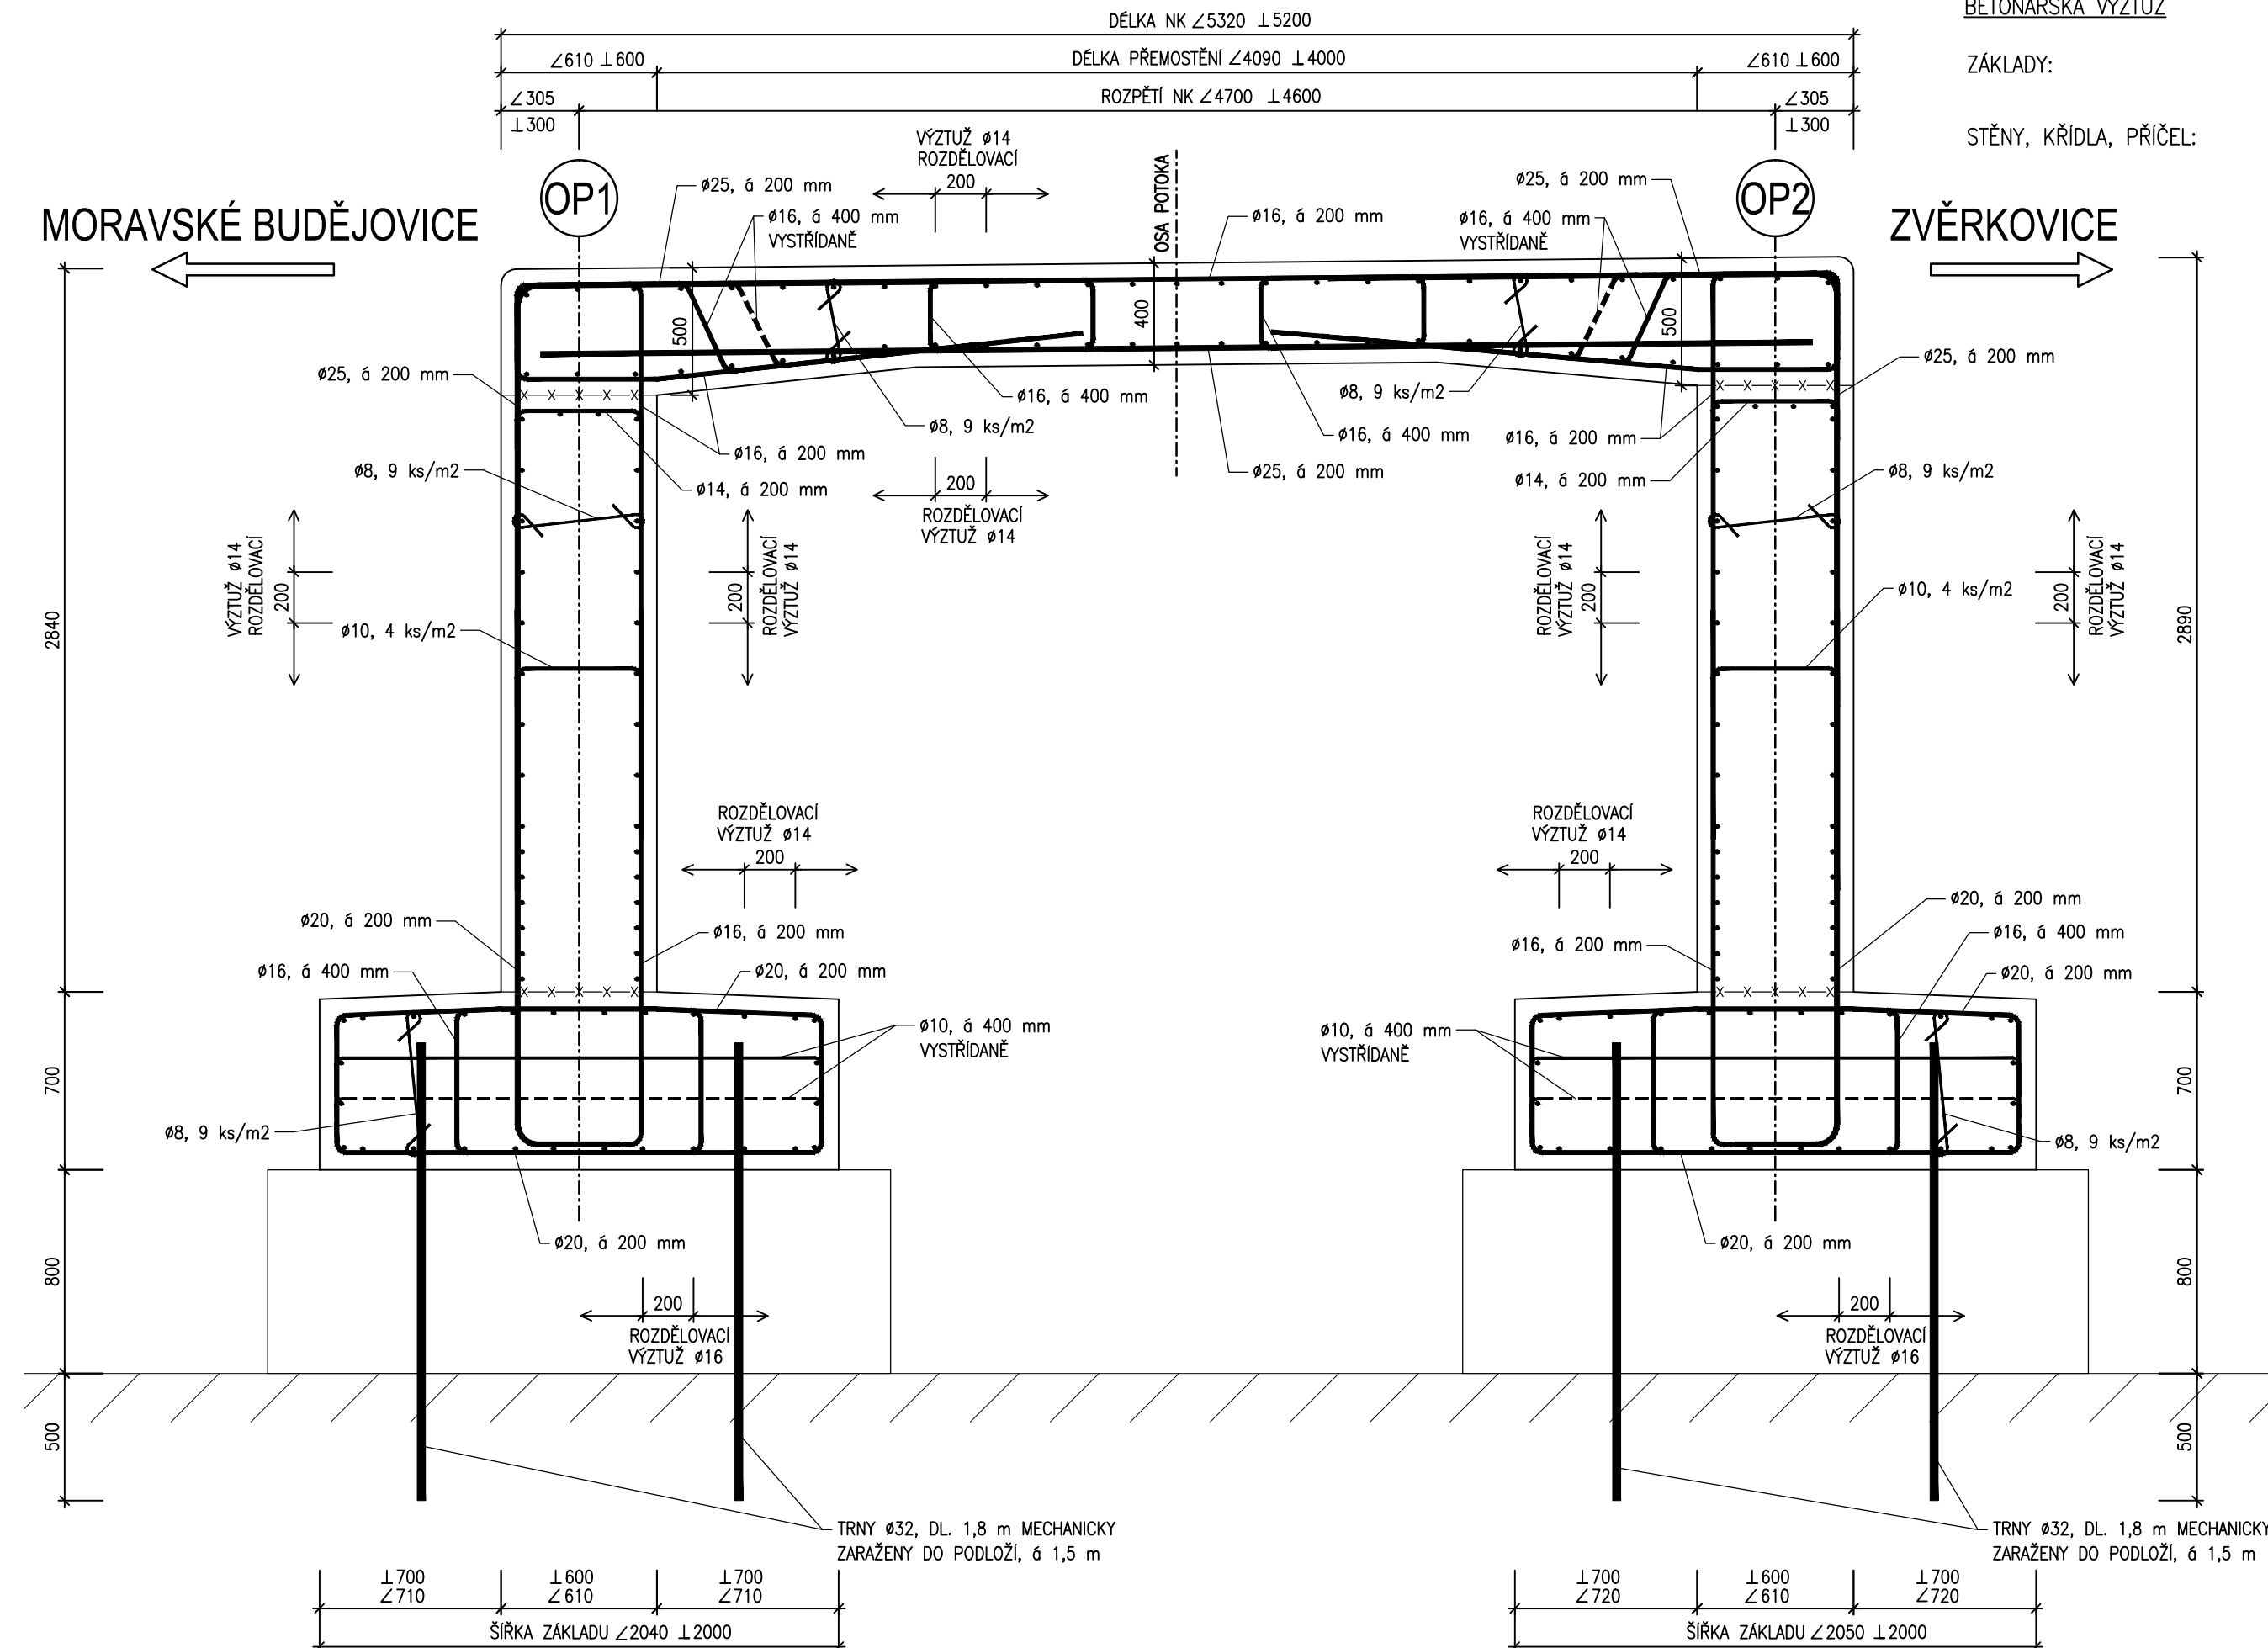 DÉLKA NK ∠5320 ⊥5200
BETONÁRSKÁ VÝZTUŽ
∠610 ⊥600
DÉLKA PŘEMOSTĚNÍ ∠4090 ⊥4000
∠610 ⊥600
ZÁKLADY:
∠305
⊥300
ROZPĚTÍ NK ∠4700 ⊥4600
∠305
⊥300
STĚNY, KŘÍDLA, PŘÍČEL:
VÝZTUŽ ø14
ROZDĚLOVACÍ
200
OSA POTOKA
OP1
OP2
MORAVSKÉ BUDĚJOVICE
ZVĚRKOVICE
ø25, á 200 mm
ø16, á 400 mm
VYSTŘÍDANĚ
ø16, á 200 mm
ø25, á 200 mm
ø16, á 400 mm
VYSTŘÍDANĚ
500
400
500
ø25, á 200 mm
ø16, á 400 mm
ø8, 9 ks/m2
ø16, á 200 mm
ø14, á 200 mm
ø8, 9 ks/m2
ø16, á 400 mm
ø25, á 200 mm
ø25, á 200 mm
ø16, á 200 mm
ø14, á 200 mm
ø8, 9 ks/m2
200
ROZDĚLOVACÍ
VÝZTUŽ ø14
ø8, 9 ks/m2
VÝZTUŽ ø14
ROZDĚLOVACÍ
200
200
ROZDĚLOVACÍ
VÝZTUŽ ø14
ROZDĚLOVACÍ
VÝZTUŽ ø14
200
200
ROZDĚLOVACÍ
VÝZTUŽ ø14
ø10, 4 ks/m2
ø10, 4 ks/m2
2840
2890
ROZDĚLOVACÍ
VÝZTUŽ ø14
200
ROZDĚLOVACÍ
VÝZTUŽ ø14
200
ø20, á 200 mm
ø16, á 200 mm
ø16, á 400 mm
ø20, á 200 mm
ø16, á 200 mm
ø20, á 200 mm
ø16, á 400 mm
ø20, á 200 mm
ø10, á 400 mm
VYSTŘÍDANĚ
ø10, á 400 mm
VYSTŘÍDANĚ
700
700
ø8, 9 ks/m2
ø8, 9 ks/m2
ø20, á 200 mm
ø20, á 200 mm
800
800
200
ROZDĚLOVACÍ
VÝZTUŽ ø16
200
ROZDĚLOVACÍ
VÝZTUŽ ø16
500
500
TRNY ø32, DL. 1,8 m MECHANICKY
ZARAŽENY DO PODLOŽÍ, á 1,5 m
TRNY ø32, DL. 1,8 m MECHANICKY
ZARAŽENY DO PODLOŽÍ, á 1,5 m
⊥700
∠710
⊥600
∠610
⊥700
∠710
ŠÍŘKA ZÁKLADU ∠2040 ⊥2000
⊥700
∠720
⊥600
∠610
⊥700
∠720
ŠÍŘKA ZÁKLADU ∠2050 ⊥2000